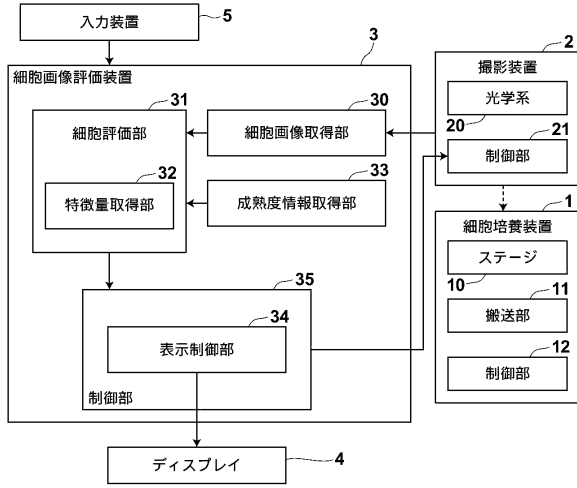 入力装置 5
3
細胞画像評価装置
31
細胞評価部
32
特徴量取得部
30
細胞画像取得部
33
成熟度情報取得部
35
34
表示制御部
制御部
ディスプレイ 4
2
撮影装置
光学系
20 21
制御部
1
細胞培養装置
ステージ
10 11
搬送部
12
制御部